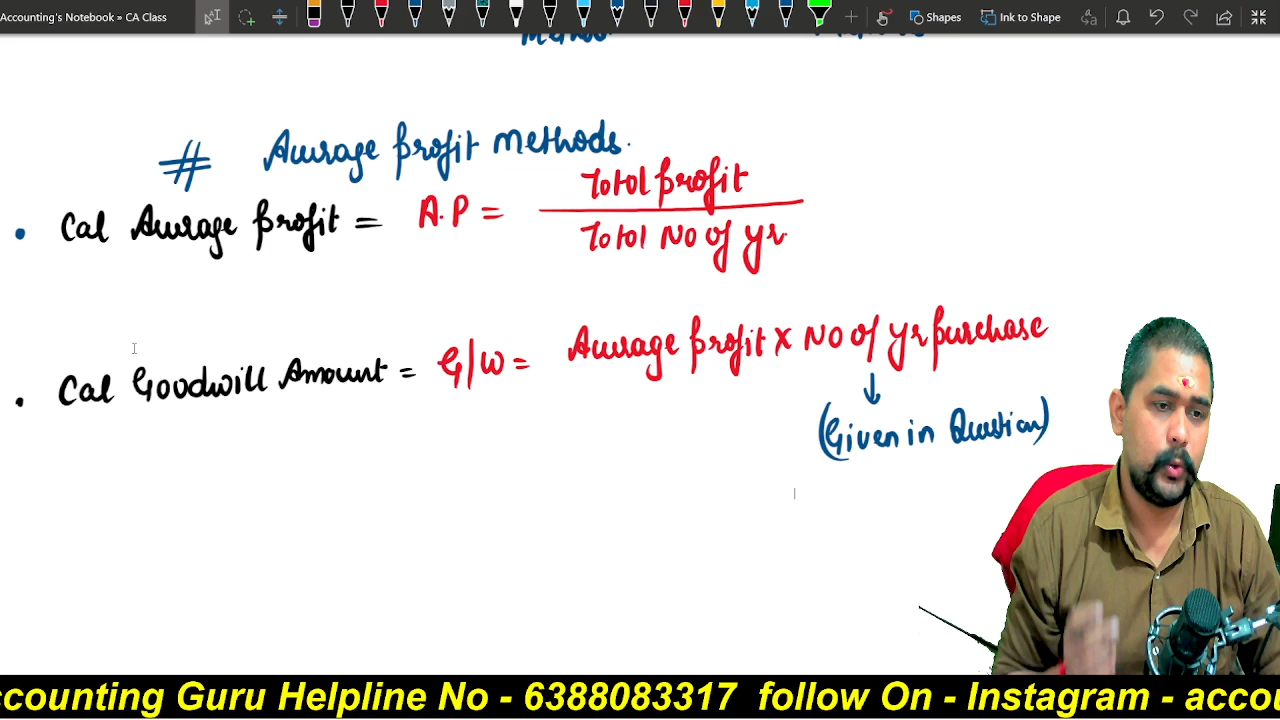 Accounting's Notebook » CA Class
Shapes
Ink to Shape
# Average profit methods.
• Cal Average profit = A.P = Total profit
Total No of yr.
• Cal Goodwill Amount = G/W = Average profit x No of yr purchase
↓
(Given in Question)
ccounting Guru Helpline No - 6388083317 follow On - Instagram - accou